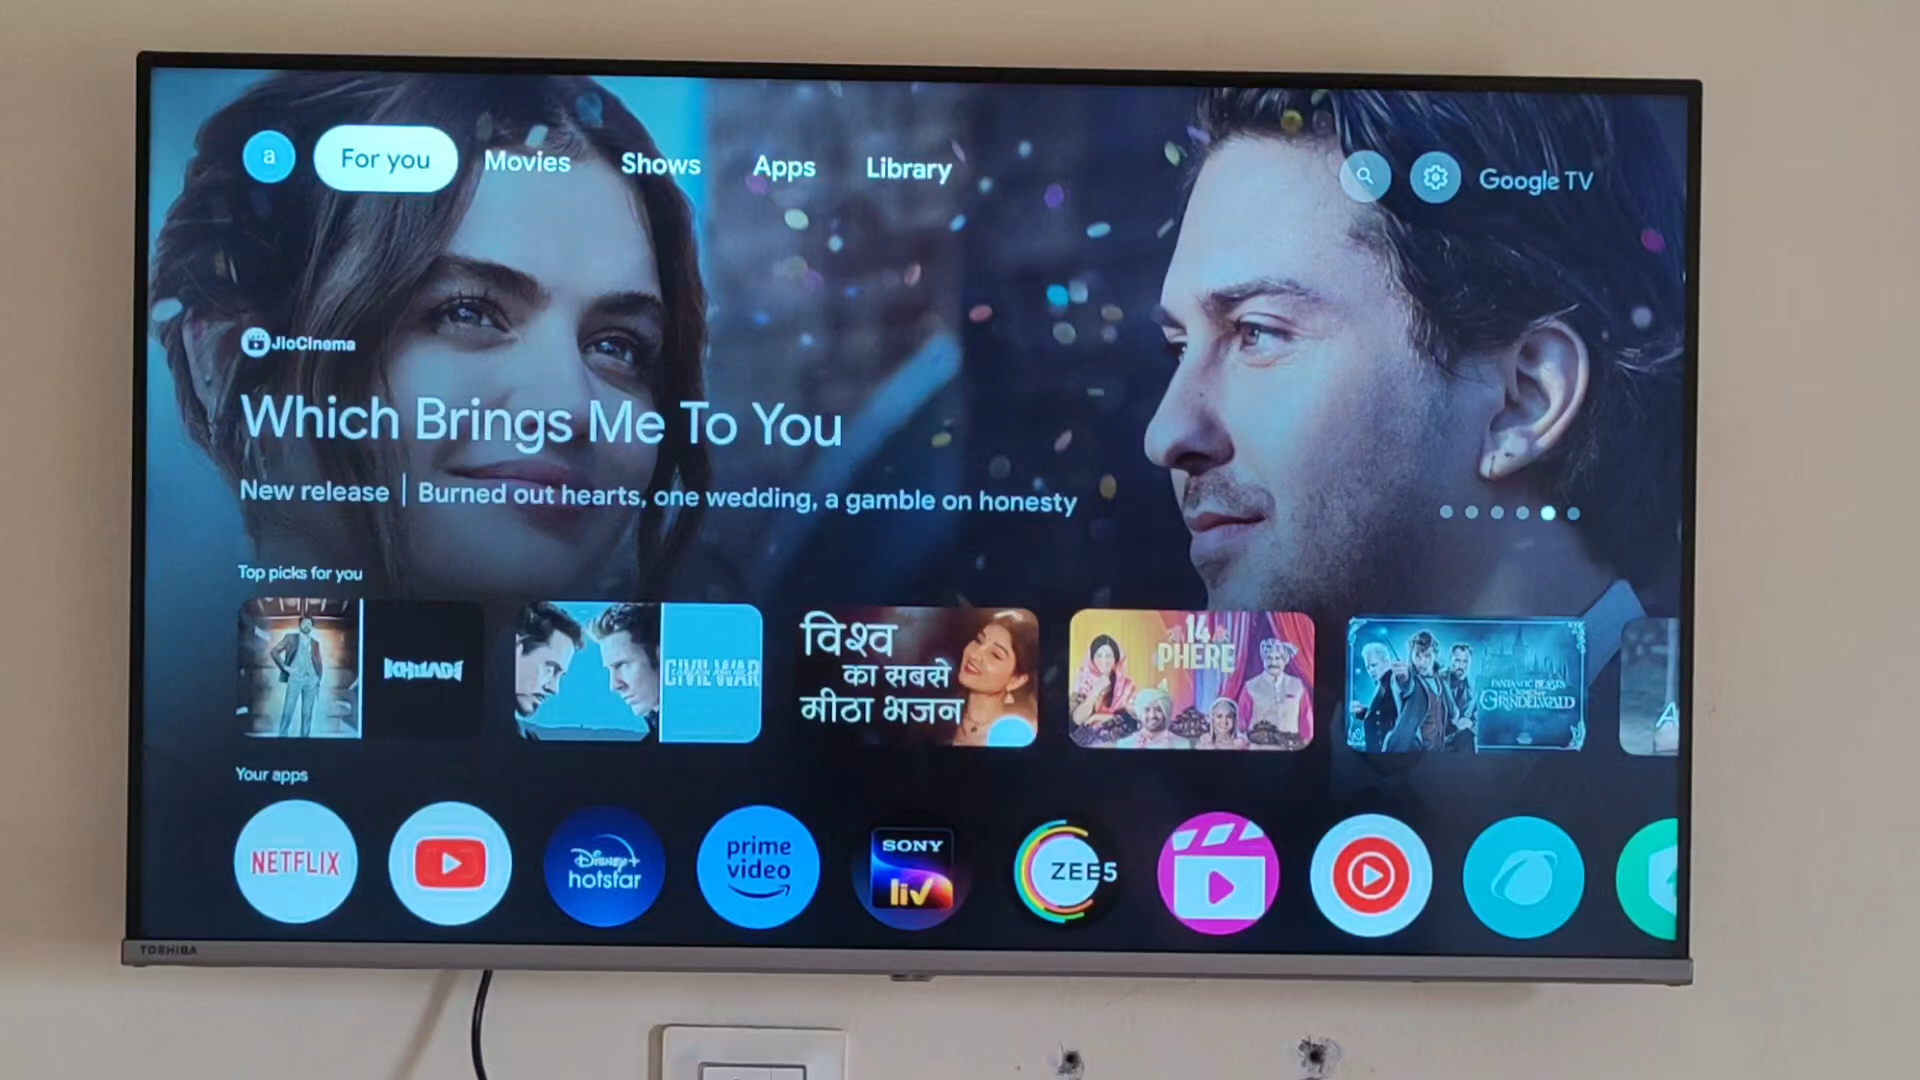 a
For you
Movies
Shows
Apps
Library
Google TV
JioCinema
Which Brings Me To You
New release | Burned out hearts, one wedding, a gamble on honesty
Top picks for you
KHILADI
CIVIL WAR
विश्व
का सबसे
मीठा भजन
14
PHERE
FANTASTIC BEASTS
GRINDELWALD
A
Your apps
NETFLIX
Disney+
hotstar
prime
video
SONY
liv
ZEE5
TOSHIBA